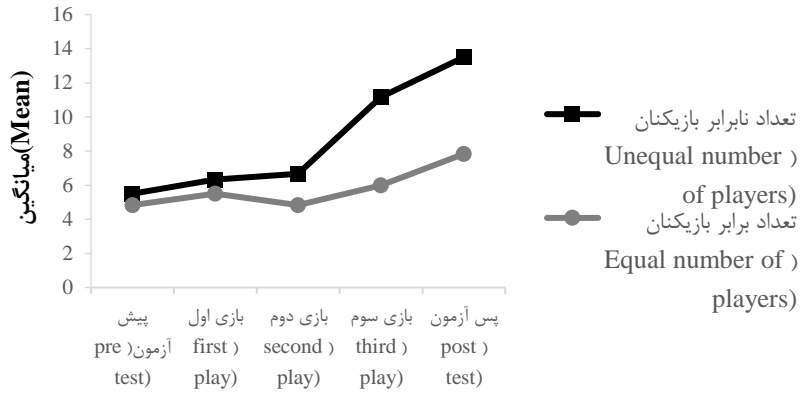 16
14
12
10
8
6
4
2
0
میانگین(Mean)
پیش
آزمون( pre
test)
بازی اول
( first
play)
بازی دوم
( second
play)
بازی سوم
( third
play)
پس آزمون
( post
test)
تعداد نابرابر بازیکنان
( Unequal number
of players)
تعداد برابر بازیکنان
( Equal number of
players)